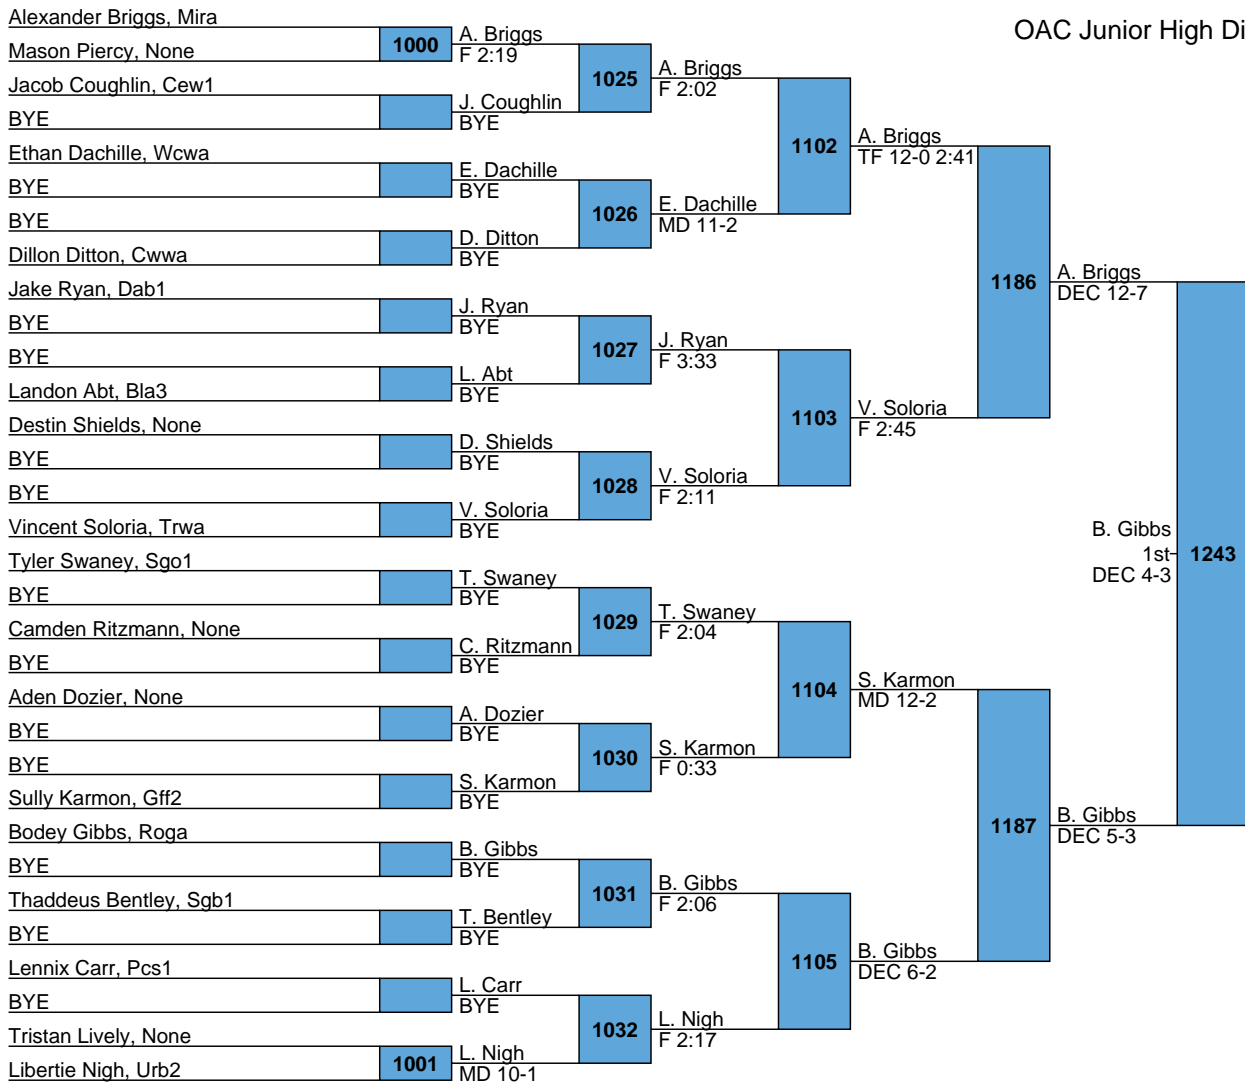 OAC Junior High Di
Alexander Briggs, Mira
Mason Piercy, None
Jacob Coughlin, Cew1
BYE
Ethan Dachille, Wcwa
BYE
BYE
Dillon Ditton, Cwwa
Jake Ryan, Dab1
BYE
BYE
Landon Abt, Bla3
Destin Shields, None
BYE
BYE
Vincent Soloria, Trwa
Tyler Swaney, Sgo1
BYE
Camden Ritzmann, None
BYE
Aden Dozier, None
BYE
BYE
Sully Karmon, Gff2
Bodey Gibbs, Roga
BYE
Thaddeus Bentley, Sgb1
BYE
Lennix Carr, Pcs1
BYE
Tristan Lively, None
Libertie Nigh, Urb2
1000
1001
A. Briggs
F 2:19
J. Coughlin
BYE
E. Dachille
BYE
D. Ditton
BYE
J. Ryan
BYE
L. Abt
BYE
D. Shields
BYE
V. Soloria
BYE
T. Swaney
BYE
C. Ritzmann
BYE
A. Dozier
BYE
S. Karmon
BYE
B. Gibbs
BYE
T. Bentley
BYE
L. Carr
BYE
L. Nigh
MD 10-1
1025
1026
1027
1028
1029
1030
1031
1032
A. Briggs
F 2:02
E. Dachille
MD 11-2
J. Ryan
F 3:33
V. Soloria
F 2:11
T. Swaney
F 2:04
S. Karmon
F 0:33
B. Gibbs
F 2:06
L. Nigh
F 2:17
1102
1103
1104
1105
A. Briggs
TF 12-0 2:41
V. Soloria
F 2:45
S. Karmon
MD 12-2
B. Gibbs
DEC 6-2
1186
1187
A. Briggs
DEC 12-7
B. Gibbs
DEC 5-3
B. Gibbs
1st
DEC 4-3
1243